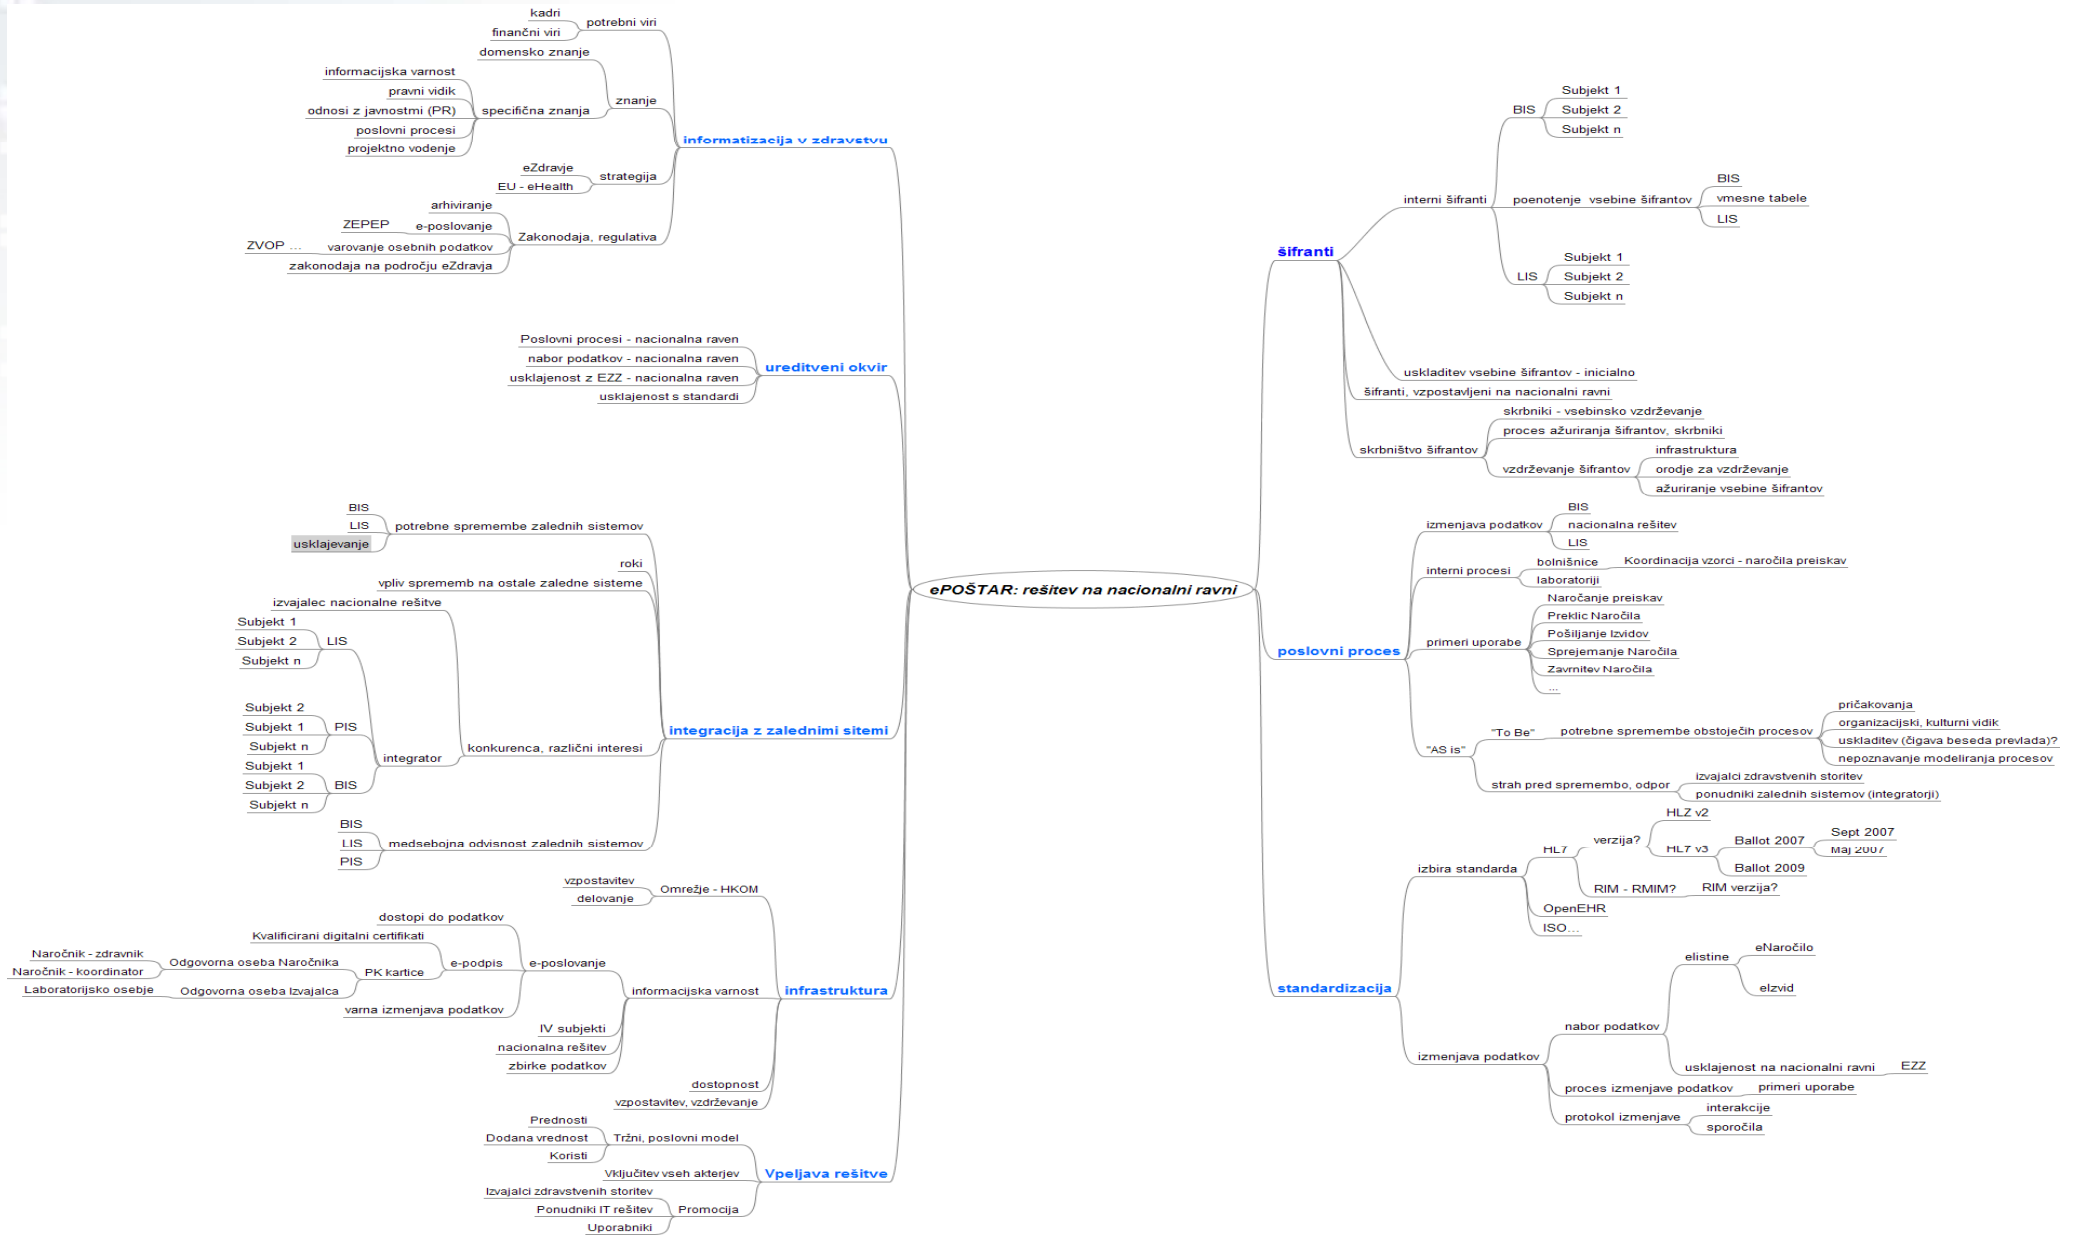 ePOŠTAR: rešitev na nacionalni ravni
informatizacija v zdravstvu
potrebni viri
kadri
finančni viri
znanje
domensko znanje
specifična znanja
informacijska varnost
pravni vidik
odnosi z javnostmi (PR)
poslovni procesi
projektno vodenje
strategija
eZdravje
EU - eHealth
Zakonodaja, regulativa
arhiviranje
e-poslovanje
ZEPEP
varovanje osebnih podatkov
ZVOP ...
zakonodaja na področju eZdravja
ureditveni okvir
Poslovni procesi - nacionalna raven
nabor podatkov - nacionalna raven
usklajenost z EZZ - nacionalna raven
usklajenost s standardi
integracija z zalednimi sitemi
potrebne spremembe zalednih sistemov
BIS
LIS
usklajevanje
roki
vpliv sprememb na ostale zaledne sisteme
konkurenca, različni interesi
izvajalec nacionalne rešitve
integrator
LIS
Subjekt 1
Subjekt 2
Subjekt n
PIS
Subjekt 2
Subjekt 1
Subjekt n
BIS
Subjekt 1
Subjekt 2
Subjekt n
medsebojna odvisnost zalednih sistemov
BIS
LIS
PIS
infrastruktura
Omrežje - HKOM
vzpostavitev
delovanje
informacijska varnost
e-poslovanje
dostopi do podatkov
e-podpis
Kvalificirani digitalni certifikati
PK kartice
Odgovorna oseba Naročnika
Naročnik - zdravnik
Naročnik - koordinator
Odgovorna oseba Izvajalca
Laboratorijsko osebje
varna izmenjava podatkov
IV subjekti
nacionalna rešitev
zbirke podatkov
dostopnost
vzpostavitev, vzdrževanje
Vpeljava rešitve
Tržni, poslovni model
Prednosti
Dodana vrednost
Koristi
Vključitev vseh akterjev
Promocija
Izvajalci zdravstvenih storitev
Ponudniki IT rešitev
Uporabniki
šifranti
interni šifranti
BIS
Subjekt 1
Subjekt 2
Subjekt n
poenotenje vsebine šifrantov
BIS
vmesne tabele
LIS
LIS
Subjekt 1
Subjekt 2
Subjekt n
uskladitev vsebine šifrantov - inicialno
šifranti, vzpostavljeni na nacionalni ravni
skrbništvo šifrantov
skrbniki - vsebinsko vzdrževanje
proces ažuriranja šifrantov, skrbniki
vzdrževanje šifrantov
infrastruktura
orodje za vzdrževanje
ažuriranje vsebine šifrantov
poslovni proces
izmenjava podatkov
BIS
nacionalna rešitev
LIS
interni procesi
bolnišnice
Koordinacija vzorci - naročila preiskav
laboratoriji
primeri uporabe
Naročanje preiskav
Preklic Naročila
Pošiljanje Izvidov
Sprejemanje Naročila
Zavrnitev Naročila
...
"AS is"
"To Be"
potrebne spremembe obstoječih procesov
pričakovanja
organizacijski, kulturni vidik
uskladitev (čigava beseda prevlada)?
nepoznavanje modeliranja procesov
strah pred spremembo, odpor
izvajalci zdravstvenih storitev
ponudniki zalednih sistemov (integratorji)
standardizacija
izbira standarda
HL7
verzija?
HLZ v2
HL7 v3
Ballot 2007
Sept 2007
Maj 2007
Ballot 2009
RIM - RMIM?
RIM verzija?
OpenEHR
ISO...
izmenjava podatkov
nabor podatkov
elistine
eNaročilo
eIzvid
usklajenost na nacionalni ravni
EZZ
proces izmenjave podatkov
primeri uporabe
protokol izmenjave
interakcije
sporočila